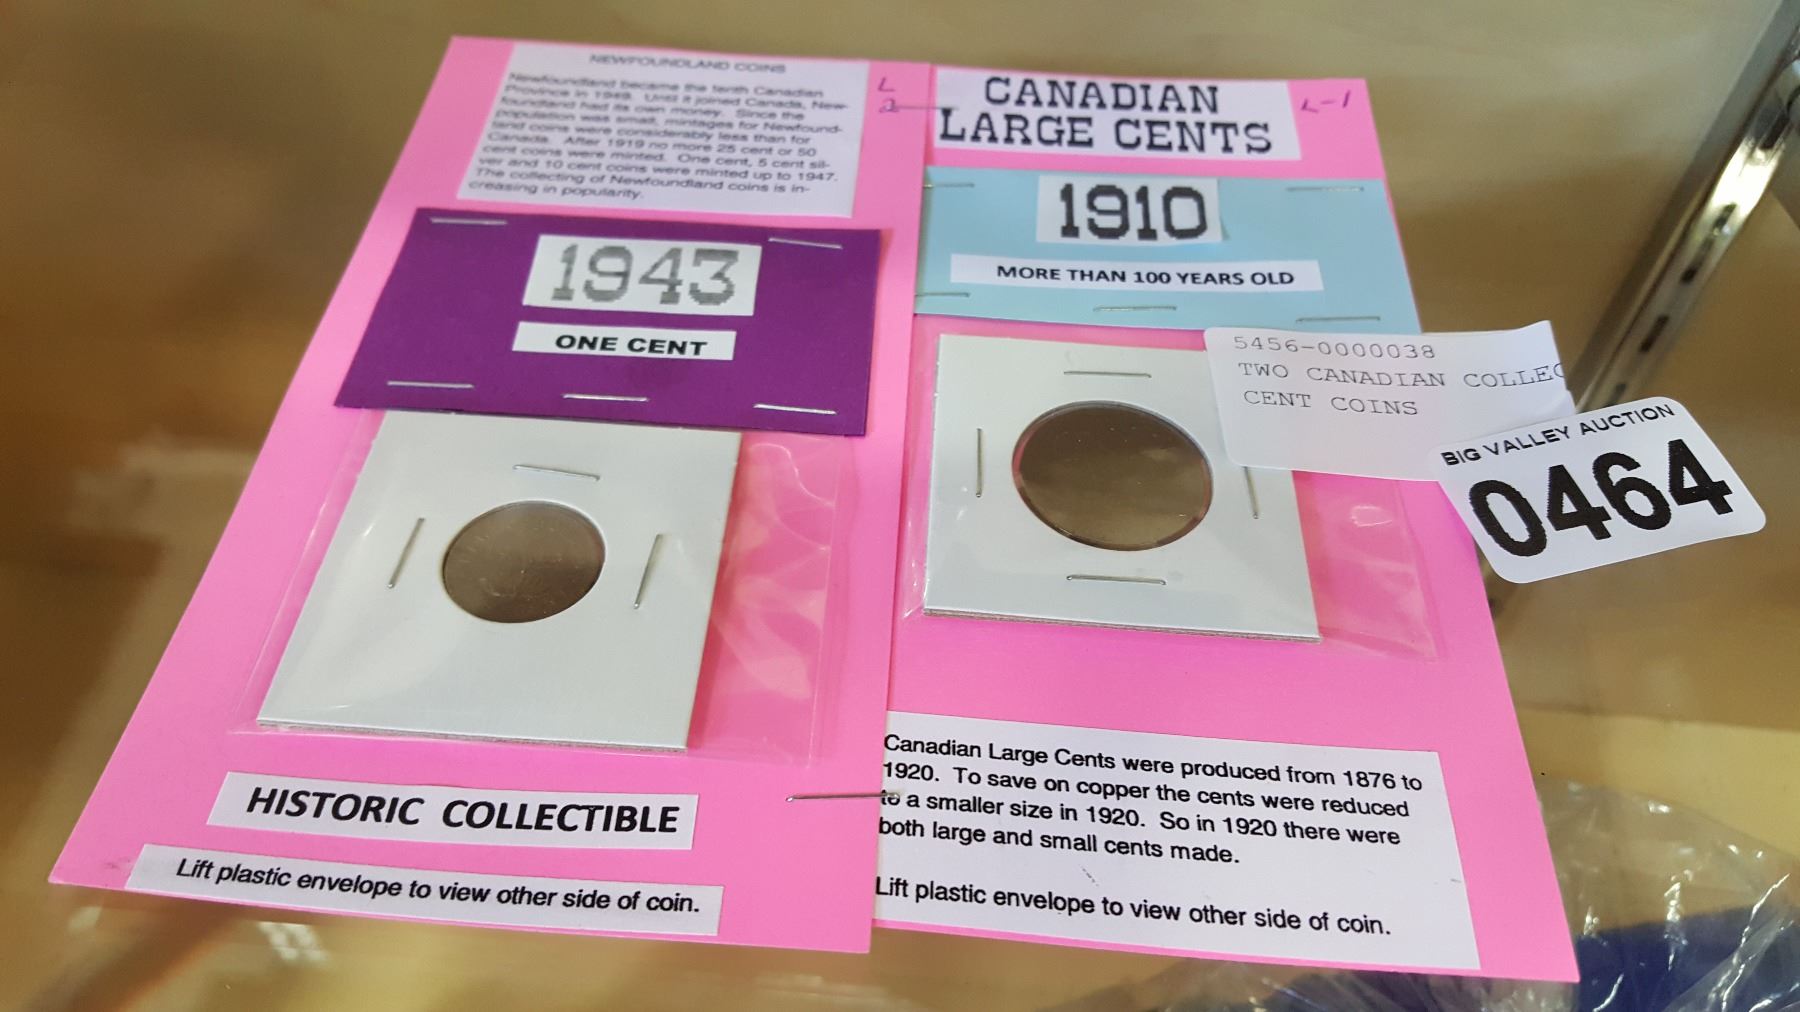 NEWFOUNDLAND COINS
Newfoundland became the tenth Canadian
Province in 1949. Until it joined Canada, New-
foundland had its own money. Since the
population was small, mintages for Newfound-
land coins were considerably less than for
Canada. After 1919 no more 25 cent or 50
cent coins were minted. One cent, 5 cent sil-
ver and 10 cent coins were minted up to 1947.
The collecting of Newfoundland coins is in-
creasing in popularity.
L
2
1943
ONE CENT
HISTORIC COLLECTIBLE
Lift plastic envelope to view other side of coin.
CANADIAN
LARGE CENTS
L-1
1910
MORE THAN 100 YEARS OLD
5456-0000038
TWO CANADIAN COLLEC
CENT COINS
BIG VALLEY AUCTION
0464
Canadian Large Cents were produced from 1876 to
1920. To save on copper the cents were reduced
to a smaller size in 1920. So in 1920 there were
both large and small cents made.
Lift plastic envelope to view other side of coin.